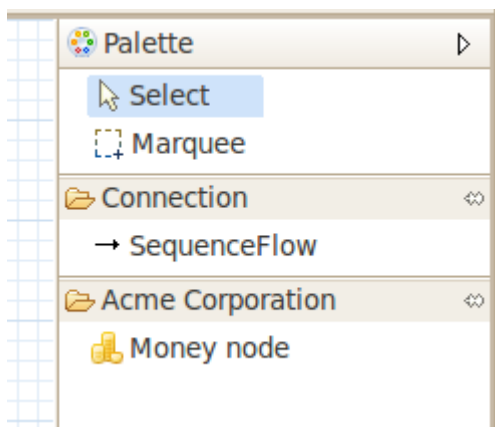 Palette
Select
Marquee
Connection
SequenceFlow
Acme Corporation
Money node